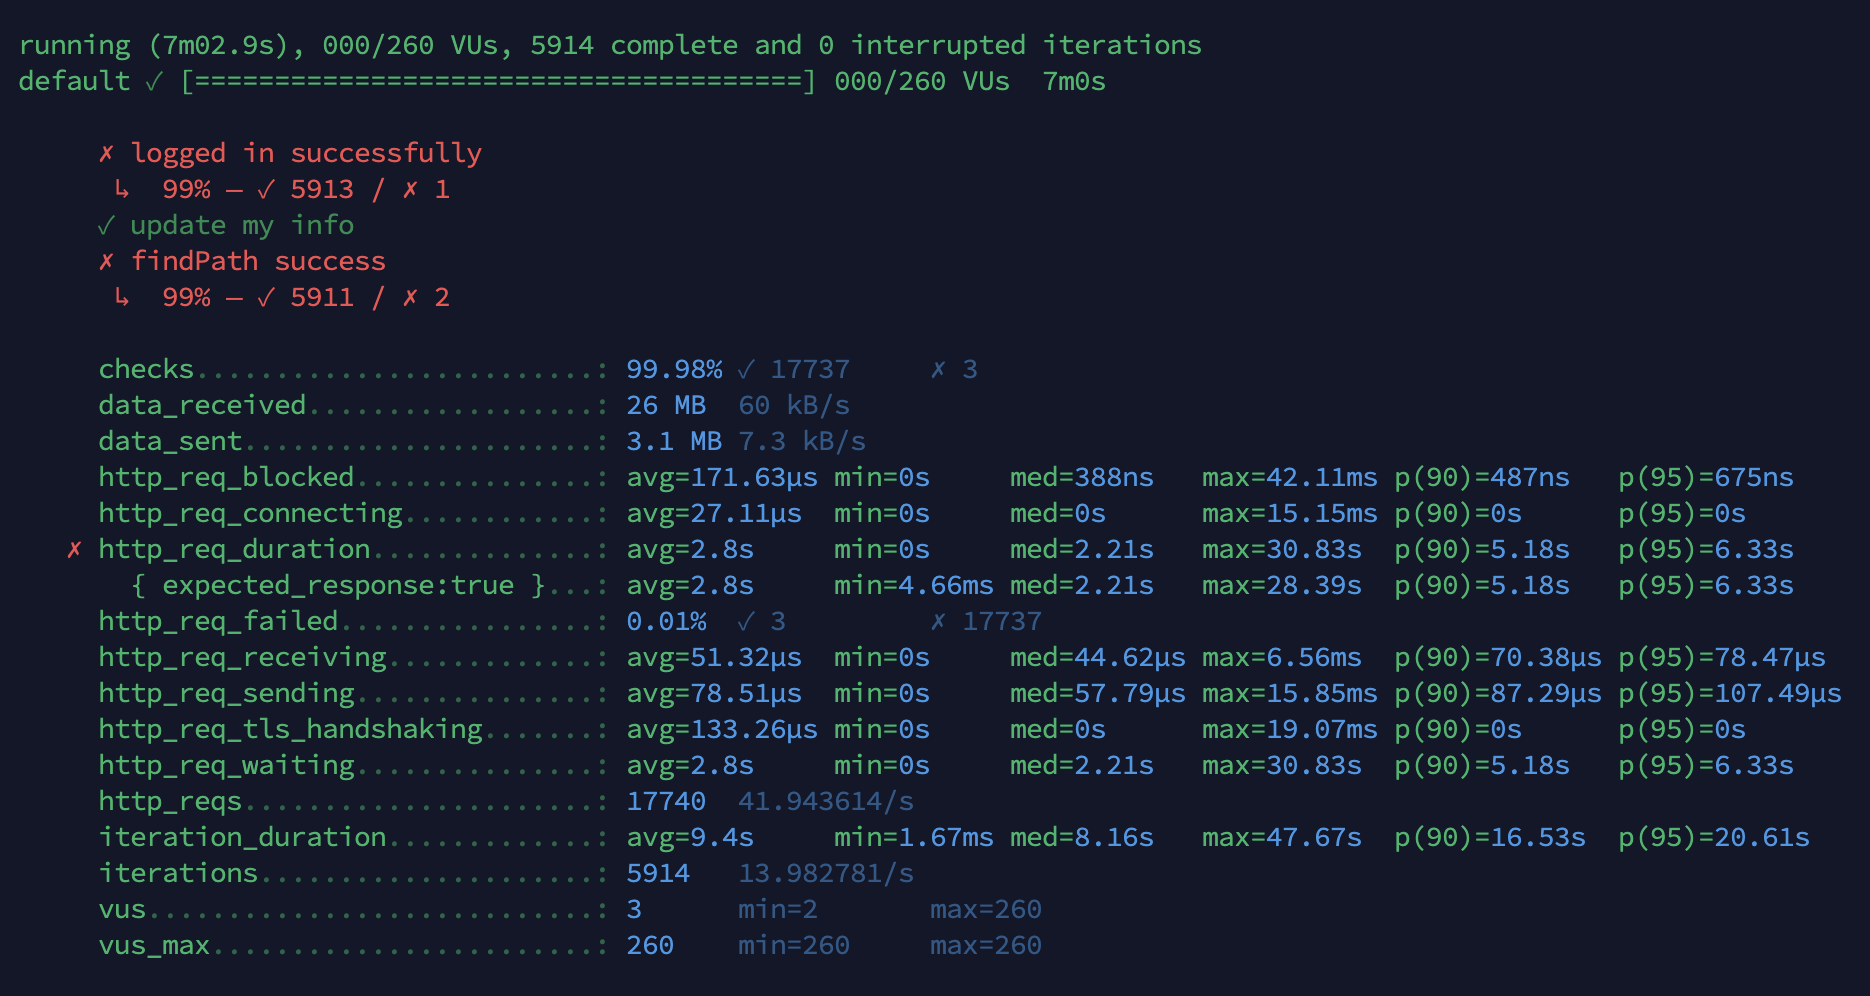 running (7m02.9s), 000/260 VUs, 5914 complete and 0 interrupted iterations
default ✓ [======================================] 000/260 VUs  7m0s

     ✗ logged in successfully
      ↳  99% — ✓ 5913 / ✗ 1
     ✓ update my info
     ✗ findPath success
      ↳  99% — ✓ 5911 / ✗ 2

     checks.........................: 99.98% ✓ 17737     ✗ 3
     data_received..................: 26 MB  60 kB/s
     data_sent......................: 3.1 MB 7.3 kB/s
     http_req_blocked...............: avg=171.63µs min=0s     med=388ns   max=42.11ms p(90)=487ns   p(95)=675ns
     http_req_connecting............: avg=27.11µs  min=0s     med=0s      max=15.15ms p(90)=0s      p(95)=0s
   ✗ http_req_duration..............: avg=2.8s     min=0s     med=2.21s   max=30.83s  p(90)=5.18s   p(95)=6.33s
       { expected_response:true }...: avg=2.8s     min=4.66ms med=2.21s   max=28.39s  p(90)=5.18s   p(95)=6.33s
     http_req_failed................: 0.01%  ✓ 3         ✗ 17737
     http_req_receiving.............: avg=51.32µs  min=0s     med=44.62µs max=6.56ms  p(90)=70.38µs p(95)=78.47µs
     http_req_sending...............: avg=78.51µs  min=0s     med=57.79µs max=15.85ms p(90)=87.29µs p(95)=107.49µs
     http_req_tls_handshaking.......: avg=133.26µs min=0s     med=0s      max=19.07ms p(90)=0s      p(95)=0s
     http_req_waiting...............: avg=2.8s     min=0s     med=2.21s   max=30.83s  p(90)=5.18s   p(95)=6.33s
     http_reqs......................: 17740  41.943614/s
     iteration_duration.............: avg=9.4s     min=1.67ms med=8.16s   max=47.67s  p(90)=16.53s  p(95)=20.61s
     iterations.....................: 5914   13.982781/s
     vus............................: 3      min=2       max=260
     vus_max........................: 260    min=260     max=260